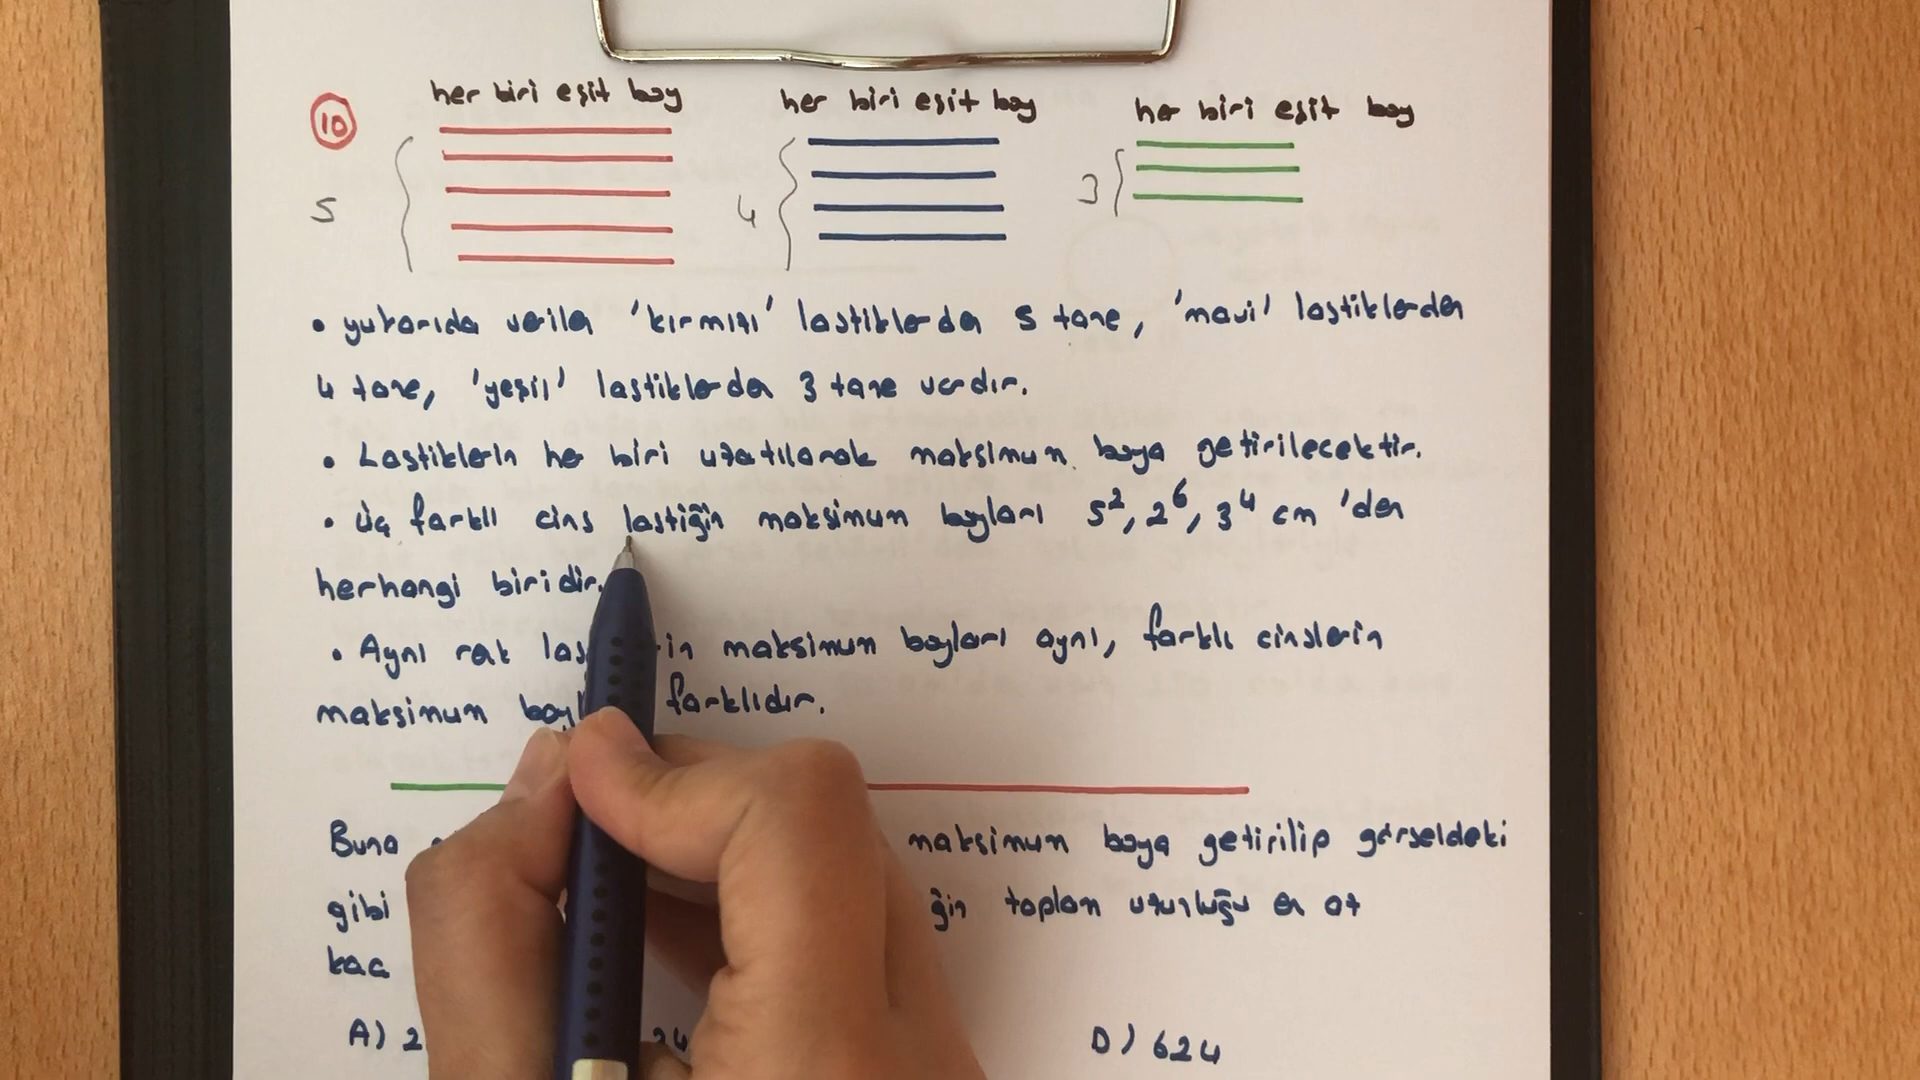 10
her biri eşit boy
her biri eşit boy
her biri eşit boy
5
4
3
• yukarıda verilen 'kırmızı' lastiklerden 5 tane, 'mavi' lastiklerden
4 tane, 'yeşil' lastiklerden 3 tane vardır.
• Lastiklerin her biri uzatılarak maksimum boya getirilecektir.
• Üç farklı cins lastiğin maksimum boyları 5², 2⁶, 3⁴ cm 'den
herhangi biridir.
• Aynı renk maksimum boyları aynı, farklı cinslerin
maksimum farklıdır.
Buna maksimum boya getirilip görseldeki
gibi toplam uzunluğu en az
kaç
A) 2
D) 624